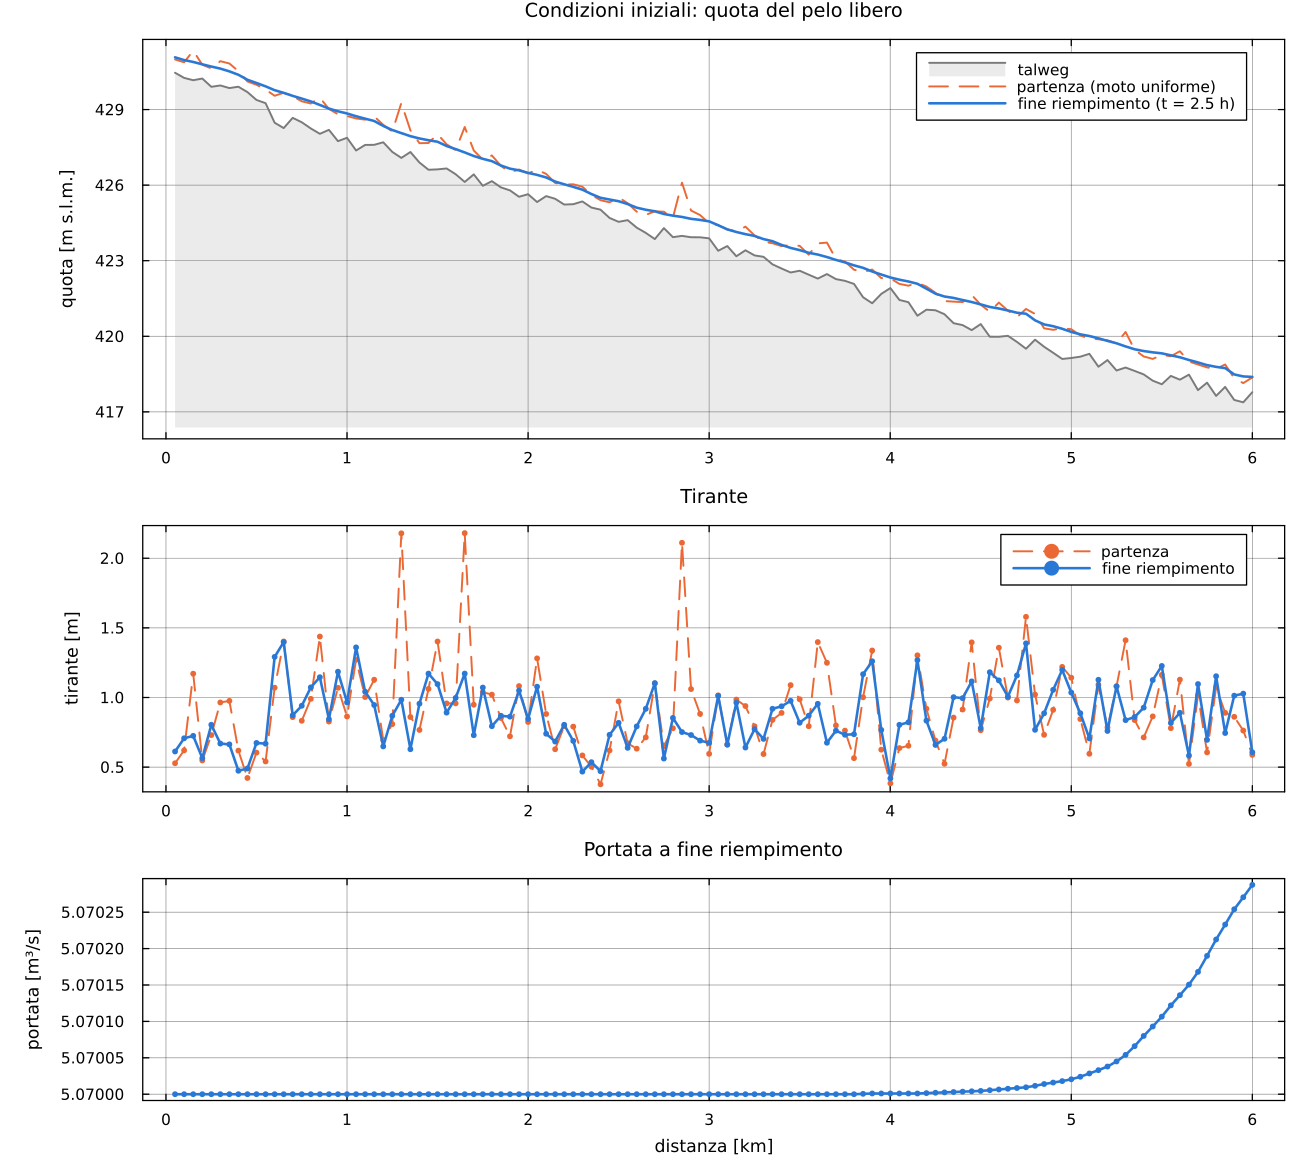 Condizioni iniziali: quota del pelo libero
talweg
partenza (moto uniforme)
fine riempimento (t = 2.5 h)
quota [m s.l.m.]
429
426
423
420
417
0 1 2 3 4 5 6
Tirante
partenza
fine riempimento
tirante [m]
2.0
1.5
1.0
0.5
0 1 2 3 4 5 6
Portata a fine riempimento
portata [m³/s]
5.07025
5.07020
5.07015
5.07010
5.07005
5.07000
0 1 2 3 4 5 6
distanza [km]